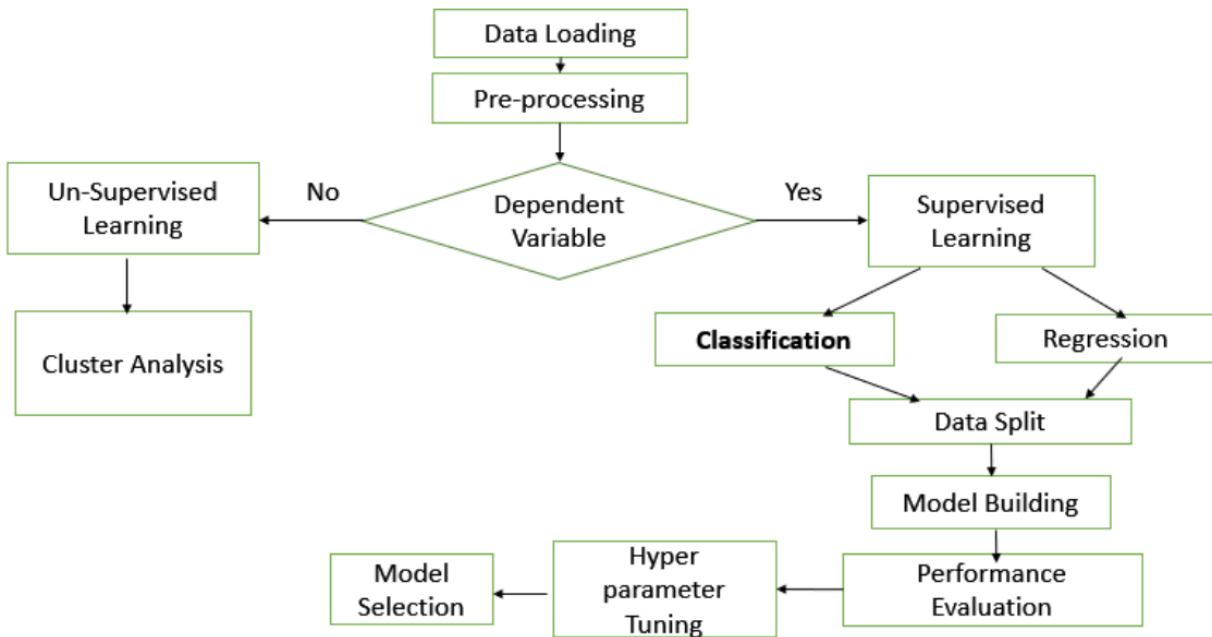 Data Loading
Pre-processing
No
Yes
Un-Supervised
Learning
Dependent
Variable
Supervised
Learning
Classification
Regression
Cluster Analysis
Data Split
Model Building
Performance
Evaluation
Hyper
parameter
Tuning
Model
Selection